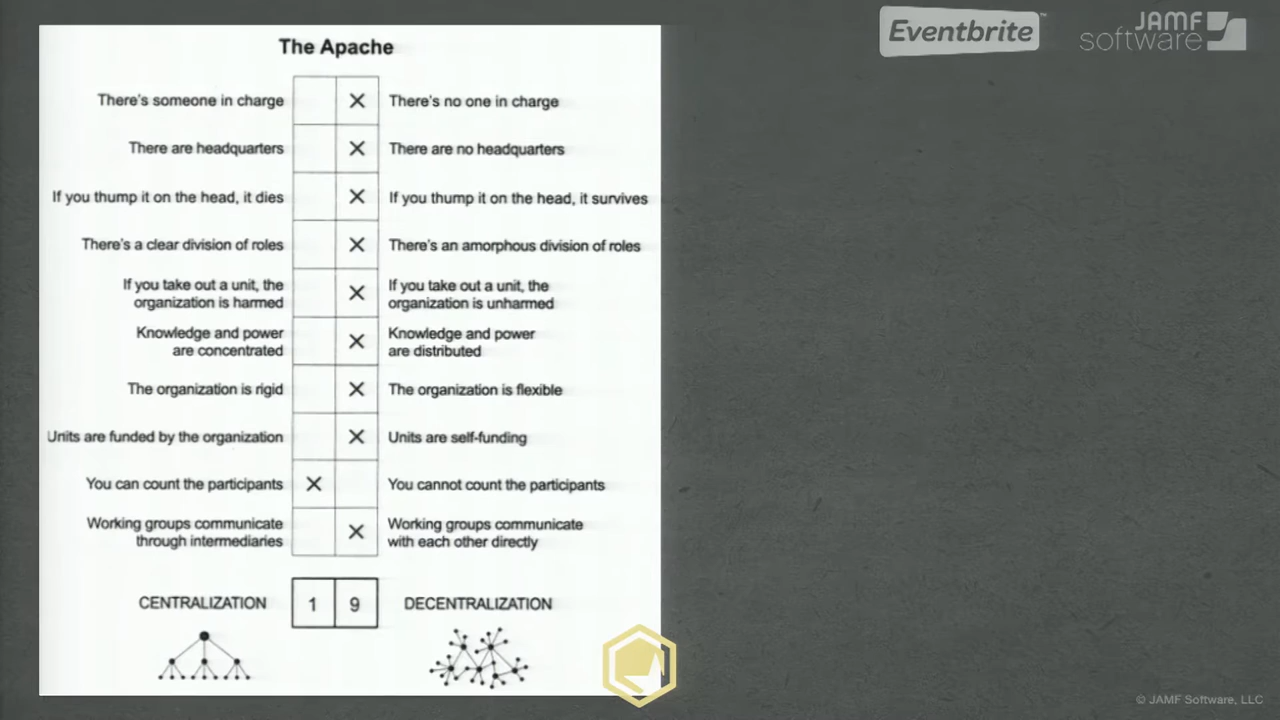 Eventbrite™
JAMF
software
The Apache
There's someone in charge
X
There's no one in charge
There are headquarters
X
There are no headquarters
If you thump it on the head, it dies
X
If you thump it on the head, it survives
There's a clear division of roles
X
There's an amorphous division of roles
If you take out a unit, the
organization is harmed
X
If you take out a unit, the
organization is unharmed
Knowledge and power
are concentrated
X
Knowledge and power
are distributed
The organization is rigid
X
The organization is flexible
Units are funded by the organization
X
Units are self-funding
You can count the participants
X
You cannot count the participants
Working groups communicate
through intermediaries
X
Working groups communicate
with each other directly
CENTRALIZATION
1
9
DECENTRALIZATION
© JAMF Software, LLC